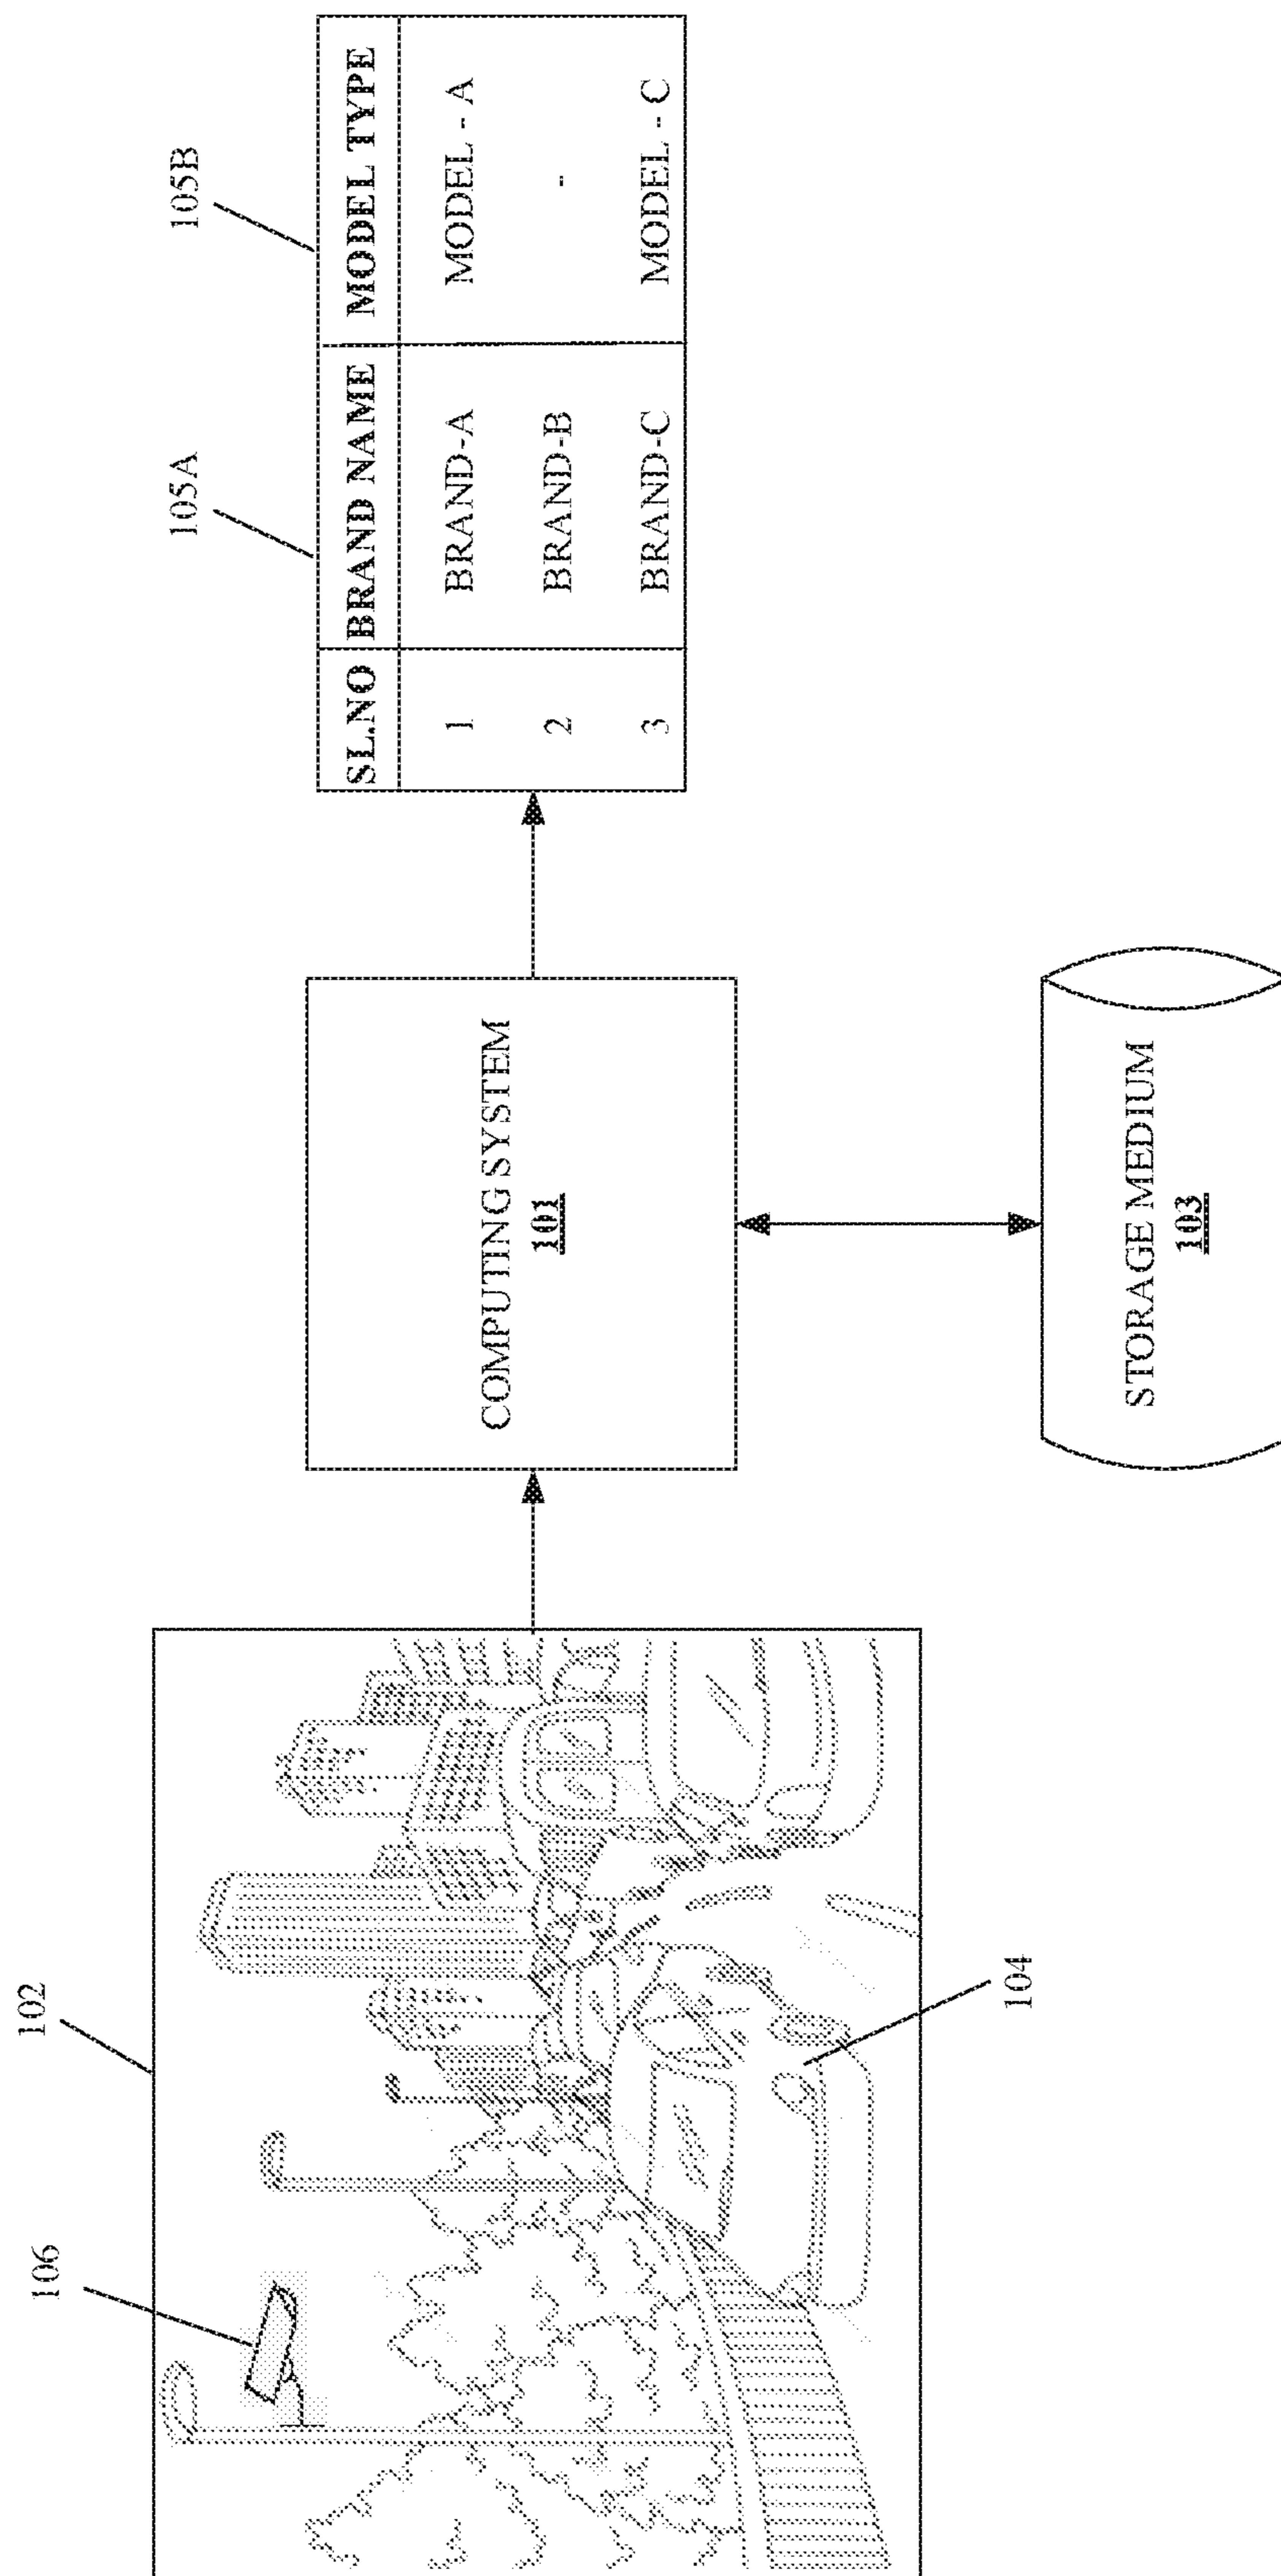 102
106
104
COMPUTING SYSTEM
101
STORAGE MEDIUM
103
105A
105B
SL.NO BRAND NAME MODEL TYPE
1 BRAND-A MODEL - A
2 BRAND-B -
3 BRAND-C MODEL - C